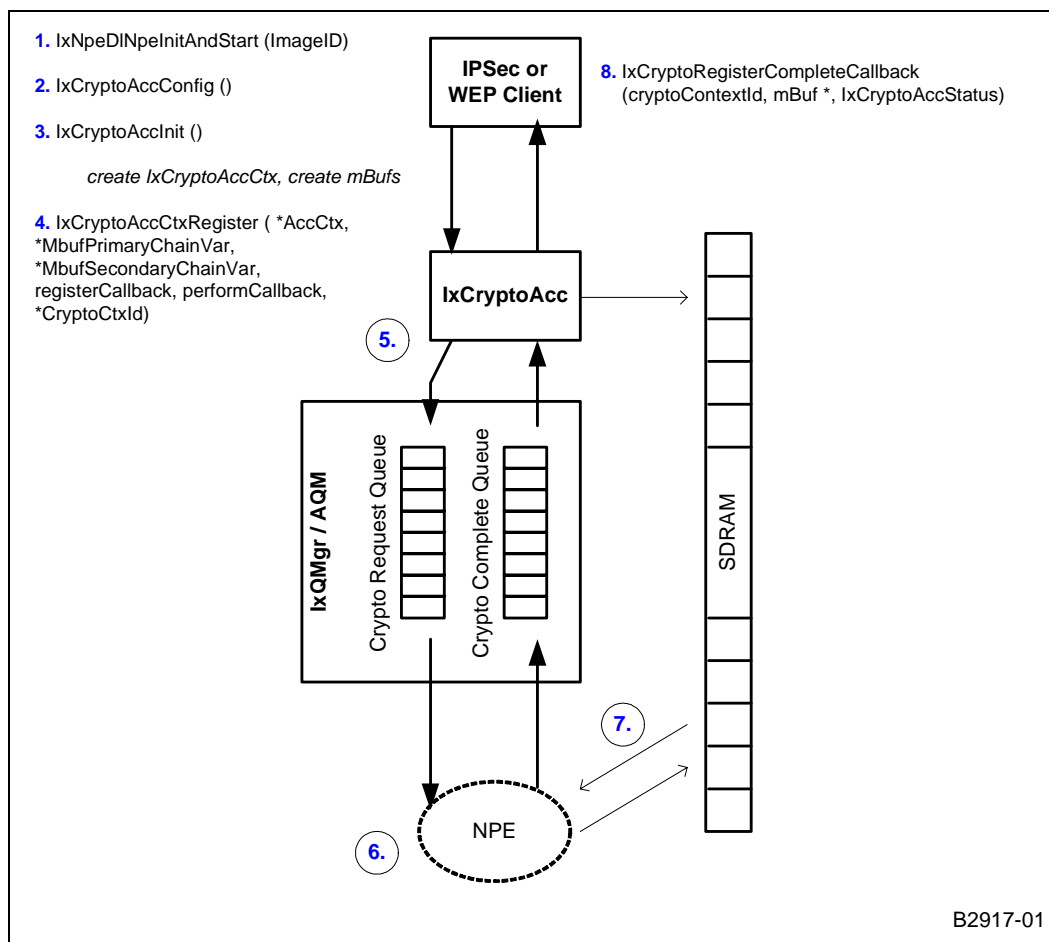 1. IxNpeDlNpeInitAndStart (ImageID)
2. IxCryptoAccConfig ()
3. IxCryptoAccInit ()
create IxCryptoAccCtx, create mBufs
4. IxCryptoAccCtxRegister ( *AccCtx,
*MbufPrimaryChainVar,
*MbufSecondaryChainVar,
registerCallback, performCallback,
*CryptoCtxId)
IPSec or
WEP Client
8. IxCryptoRegisterCompleteCallback
(cryptoContextId, mBuf *, IxCryptoAccStatus)
IxCryptoAcc
5.
IxQMgr / AQM
Crypto Request Queue
Crypto Complete Queue
SDRAM
7.
NPE
6.
B2917-01